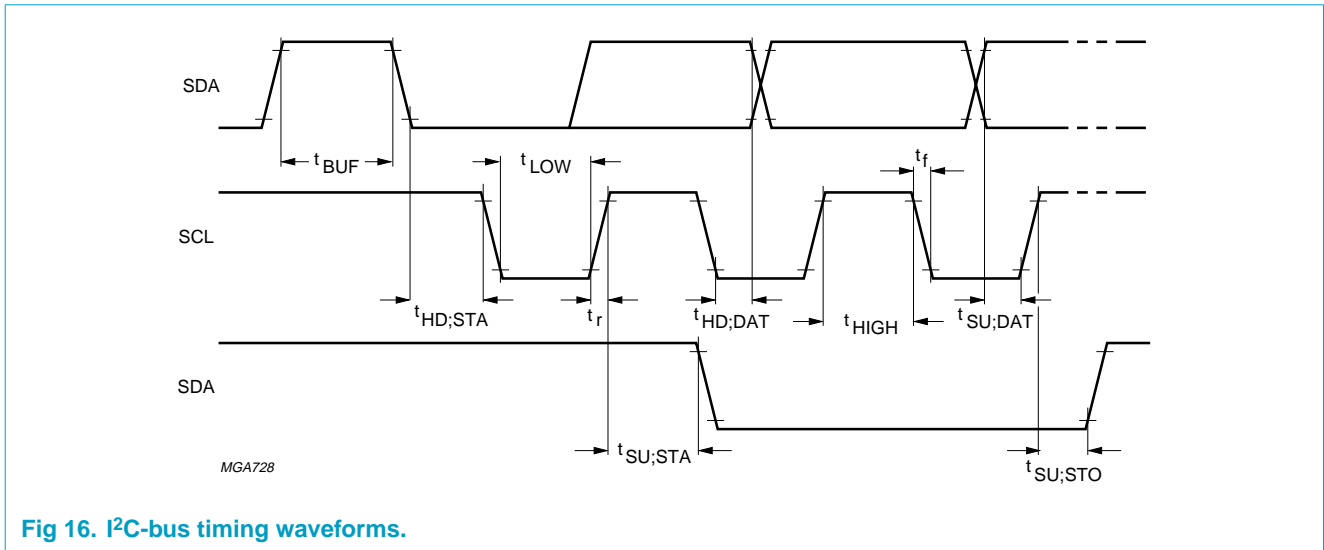 SDA
t BUF
t LOW
t f
SCL
t HD;STA
t r
t HD;DAT
t HIGH
t SU;DAT
SDA
t SU;STA
t SU;STO
MGA728
Fig 16. I²C-bus timing waveforms.